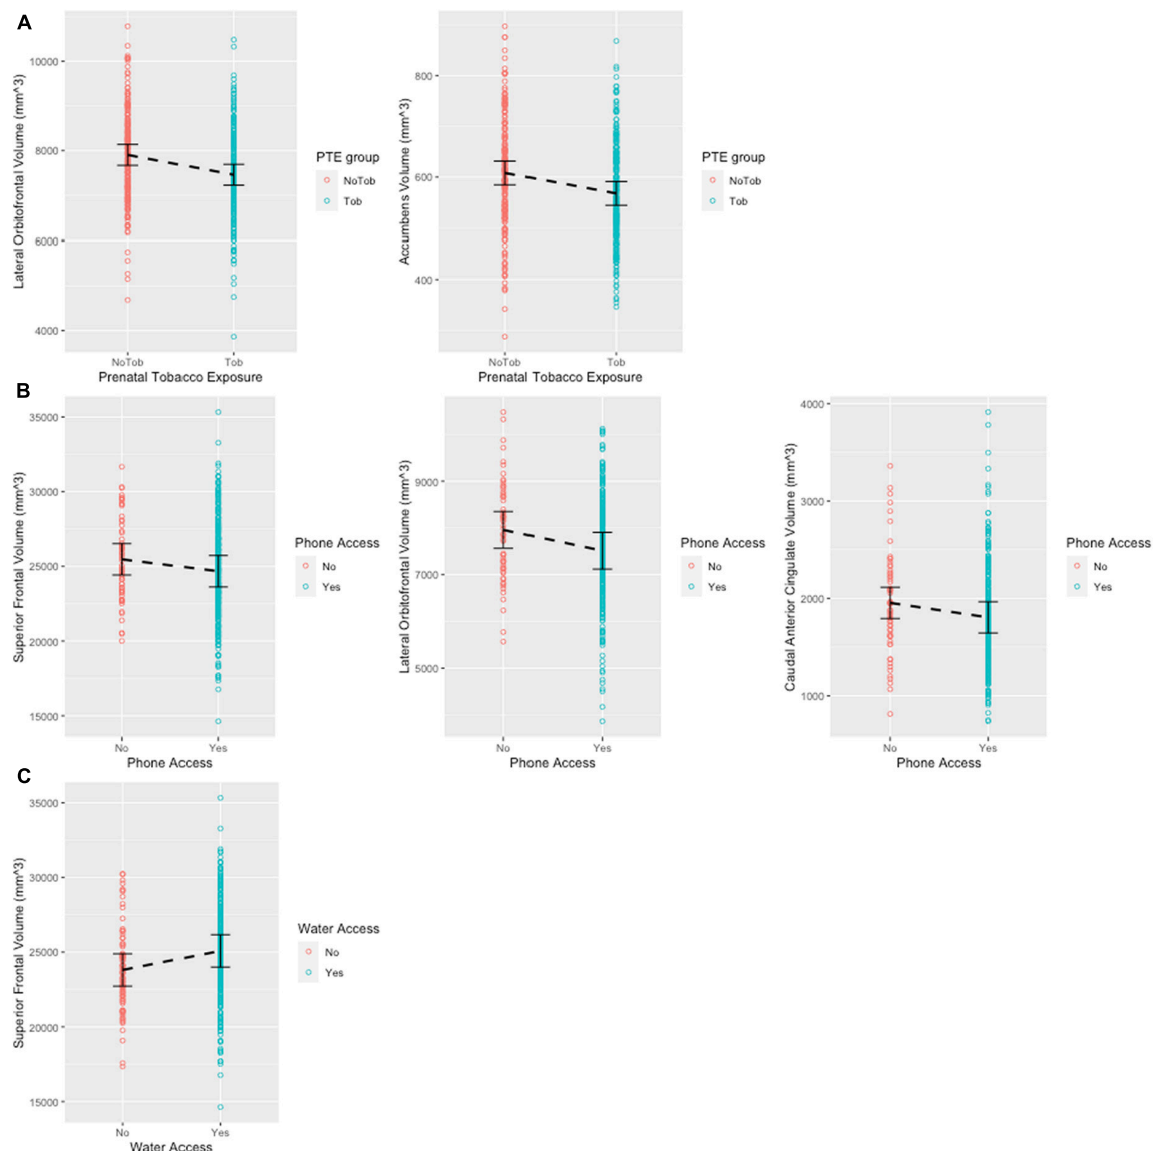 A
Lateral Orbitofrontal Volume (mm^3)
10000
8000
6000
4000
NoTob
Tob
Prenatal Tobacco Exposure
PTE group
NoTob
Tob
Accumbens Volume (mm^3)
800
600
400
NoTob
Tob
Prenatal Tobacco Exposure
PTE group
NoTob
Tob
B
Superior Frontal Volume (mm^3)
35000
30000
25000
20000
15000
No
Yes
Phone Access
Phone Access
No
Yes
Lateral Orbitofrontal Volume (mm^3)
9000
7000
5000
No
Yes
Phone Access
Phone Access
No
Yes
Caudal Anterior Cingulate Volume (mm^3)
4000
3000
2000
1000
No
Yes
Phone Access
Phone Access
No
Yes
C
Superior Frontal Volume (mm^3)
35000
30000
25000
20000
15000
No
Yes
Water Access
Water Access
No
Yes